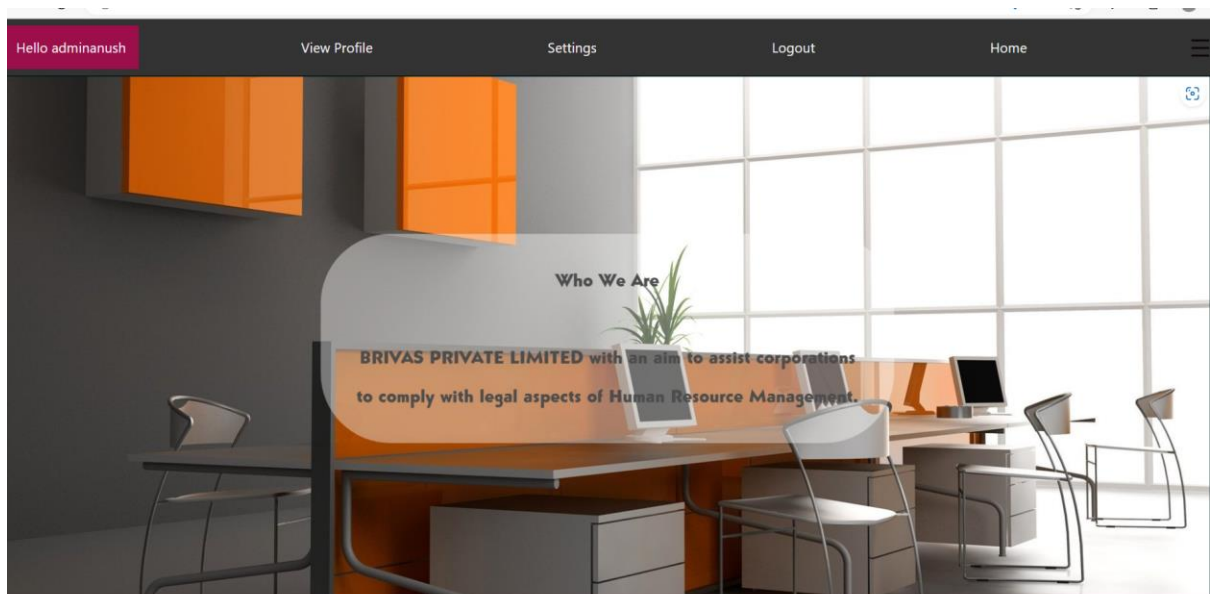 Hello adminanush View Profile Settings Logout Home
Who We Are
BRIVAS PRIVATE LIMITED with an aim to assist corporations
to comply with legal aspects of Human Resource Management.